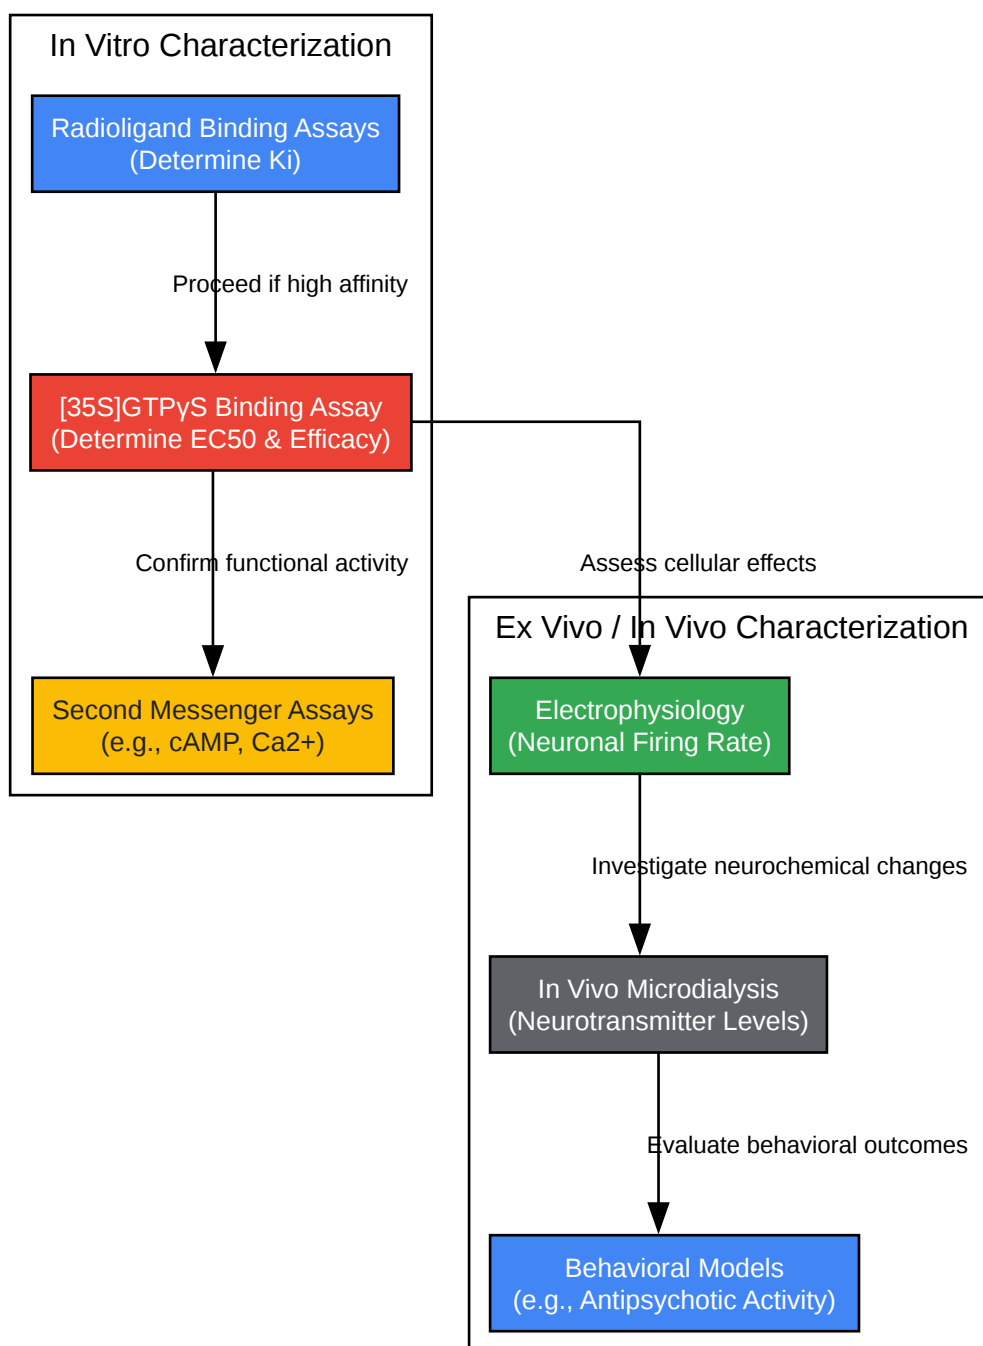 In Vitro Characterization
Radioligand Binding Assays
(Determine Ki)
Proceed if high affinity
[35S]GTPγS Binding Assay
(Determine EC50 & Efficacy)
Confirm functional activity
Second Messenger Assays
(e.g., cAMP, Ca2+)
Assess cellular effects
Ex Vivo / In Vivo Characterization
Electrophysiology
(Neuronal Firing Rate)
Investigate neurochemical changes
In Vivo Microdialysis
(Neurotransmitter Levels)
Evaluate behavioral outcomes
Behavioral Models
(e.g., Antipsychotic Activity)